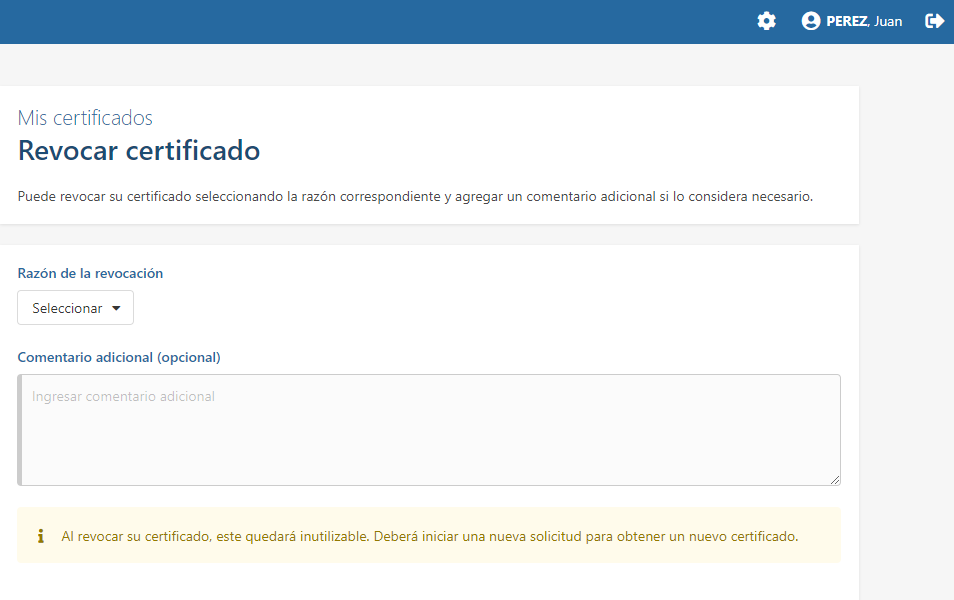 PEREZ, Juan
Mis certificados
Revocar certificado
Puede revocar su certificado seleccionando la razón correspondiente y agregar un comentario adicional si lo considera necesario.
Razón de la revocación
Seleccionar
Comentario adicional (opcional)
Ingresar comentario adicional
Al revocar su certificado, este quedará inutilizable. Deberá iniciar una nueva solicitud para obtener un nuevo certificado.